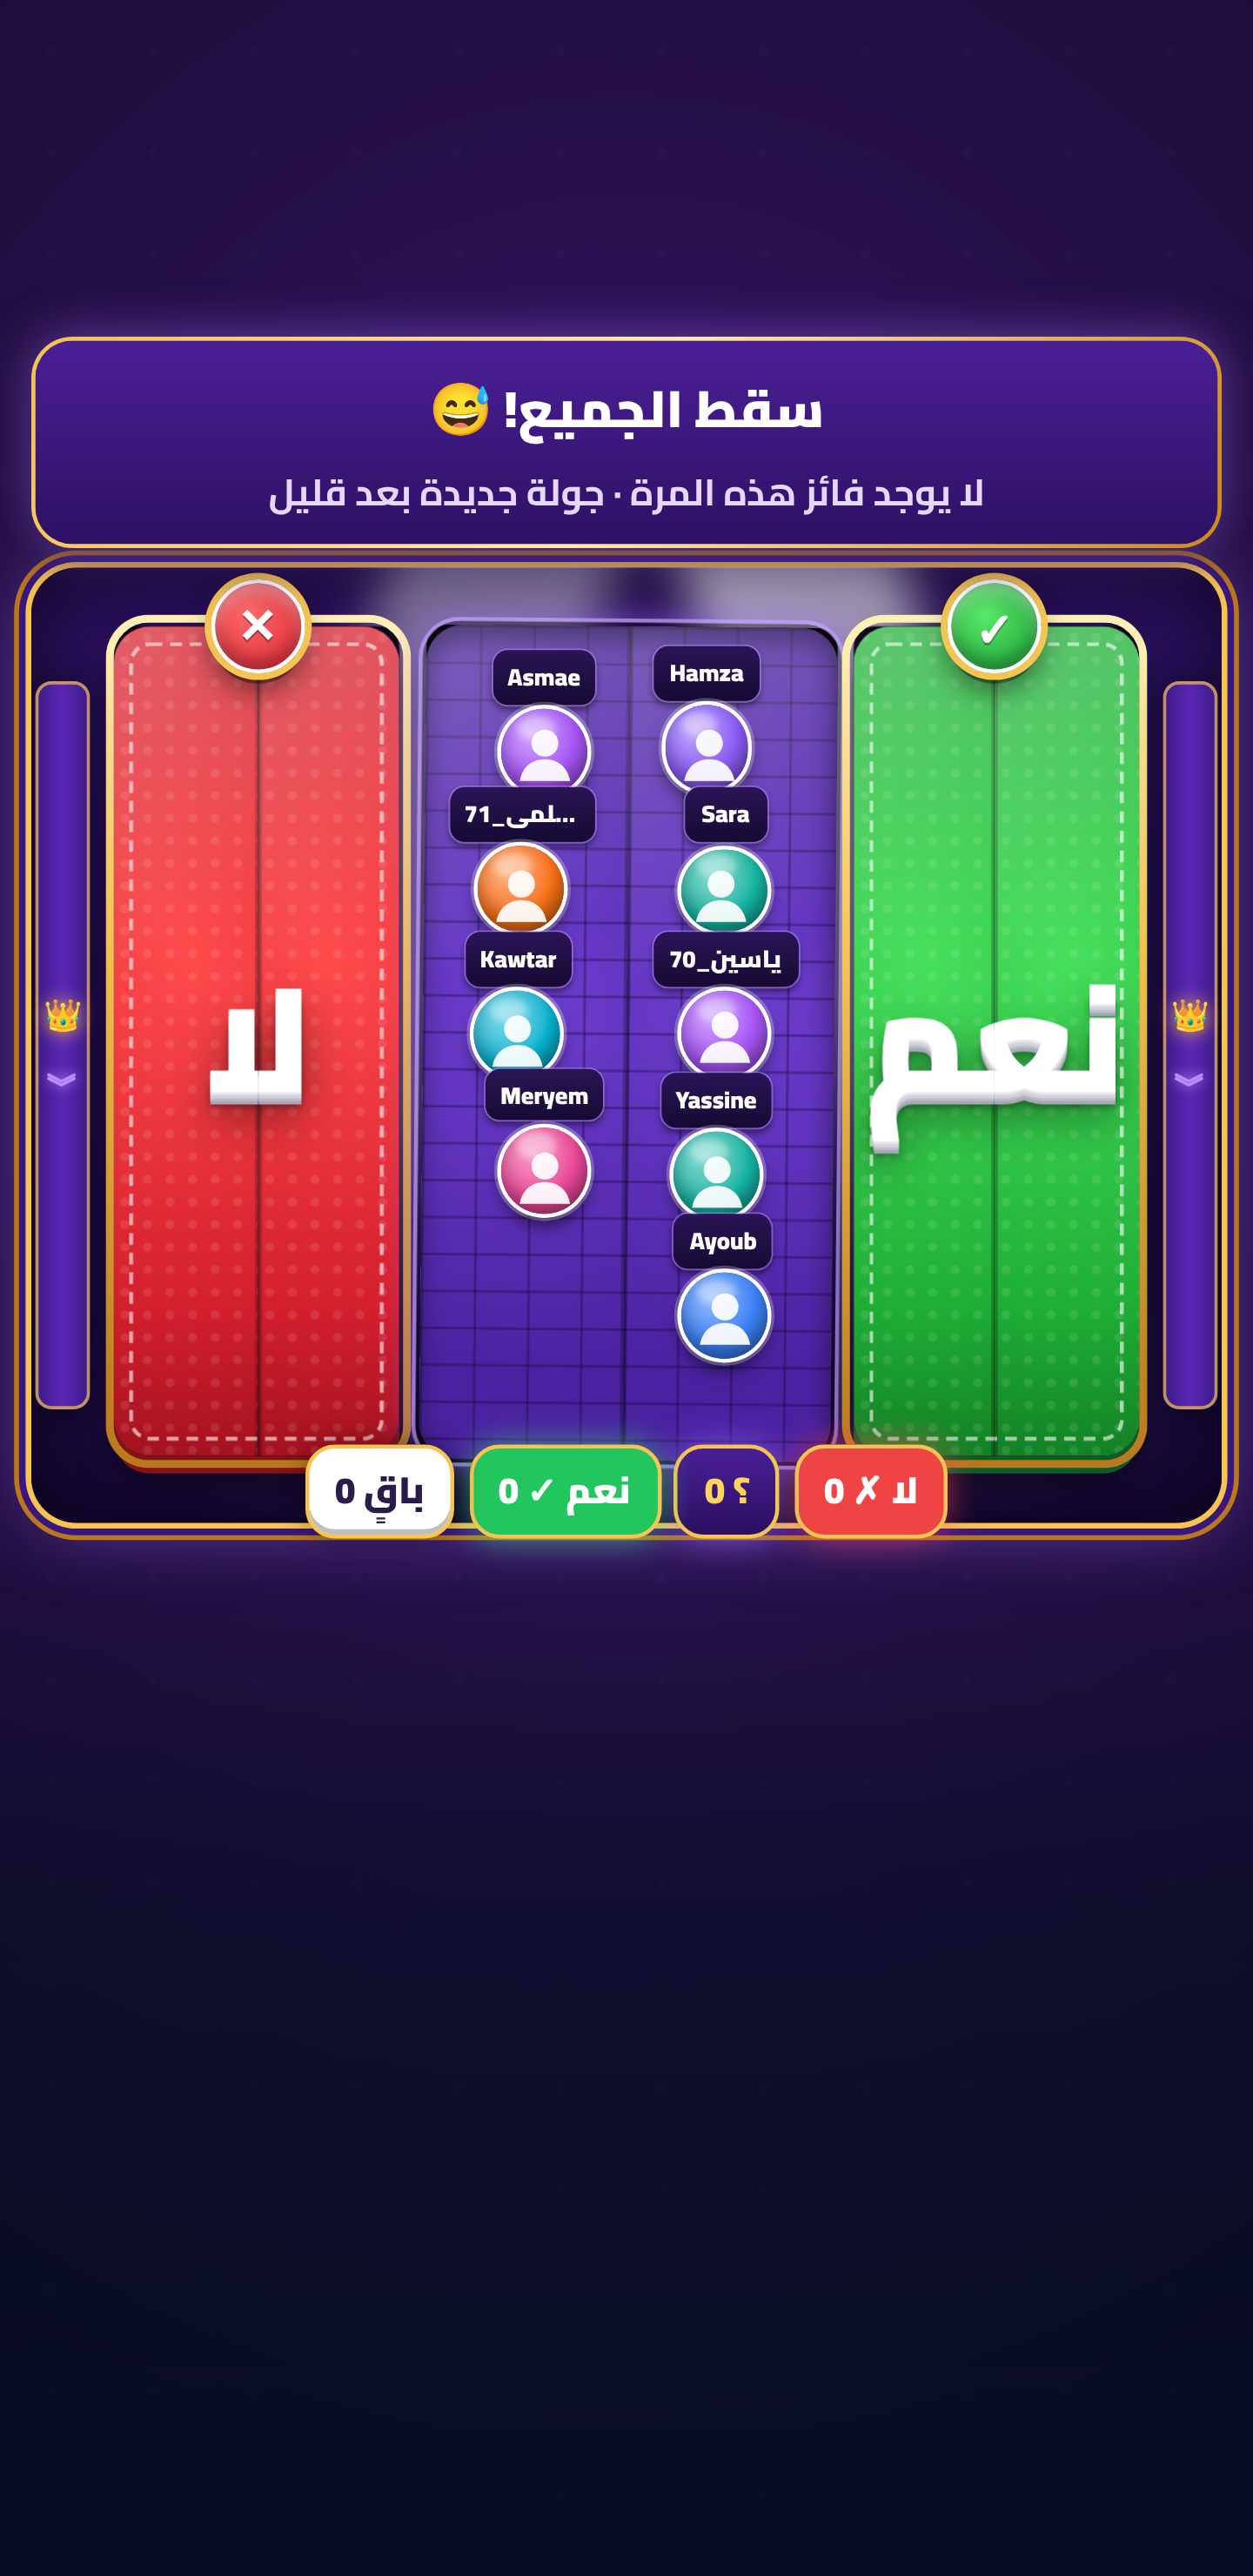 سقط الجميع! 😅
لا يوجد فائز هذه المرة · جولة جديدة بعد قليل
✓
✕
Hamza
Asmae
Sara
...لمى_71
ياسين_70
Kawtar
Yassine
Meryem
Ayoub
نعم
لا
لا ✗ 0
؟ 0
نعم ✓ 0
باقٍ 0